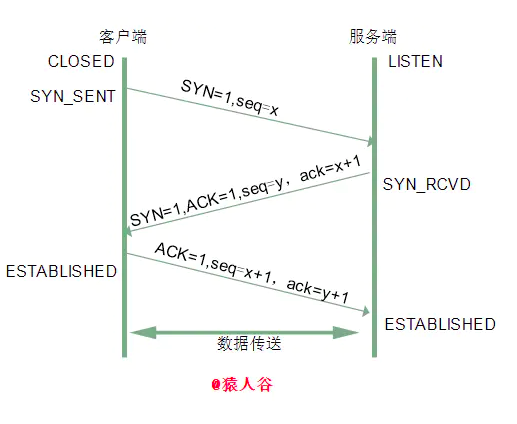 客户端
服务端
CLOSED
LISTEN
SYN_SENT
SYN=1,seq=x
SYN=1,ACK=1,seq=y，ack=x+1
SYN_RCVD
ACK=1,seq=x+1，ack=y+1
ESTABLISHED
ESTABLISHED
数据传送
@猿人谷